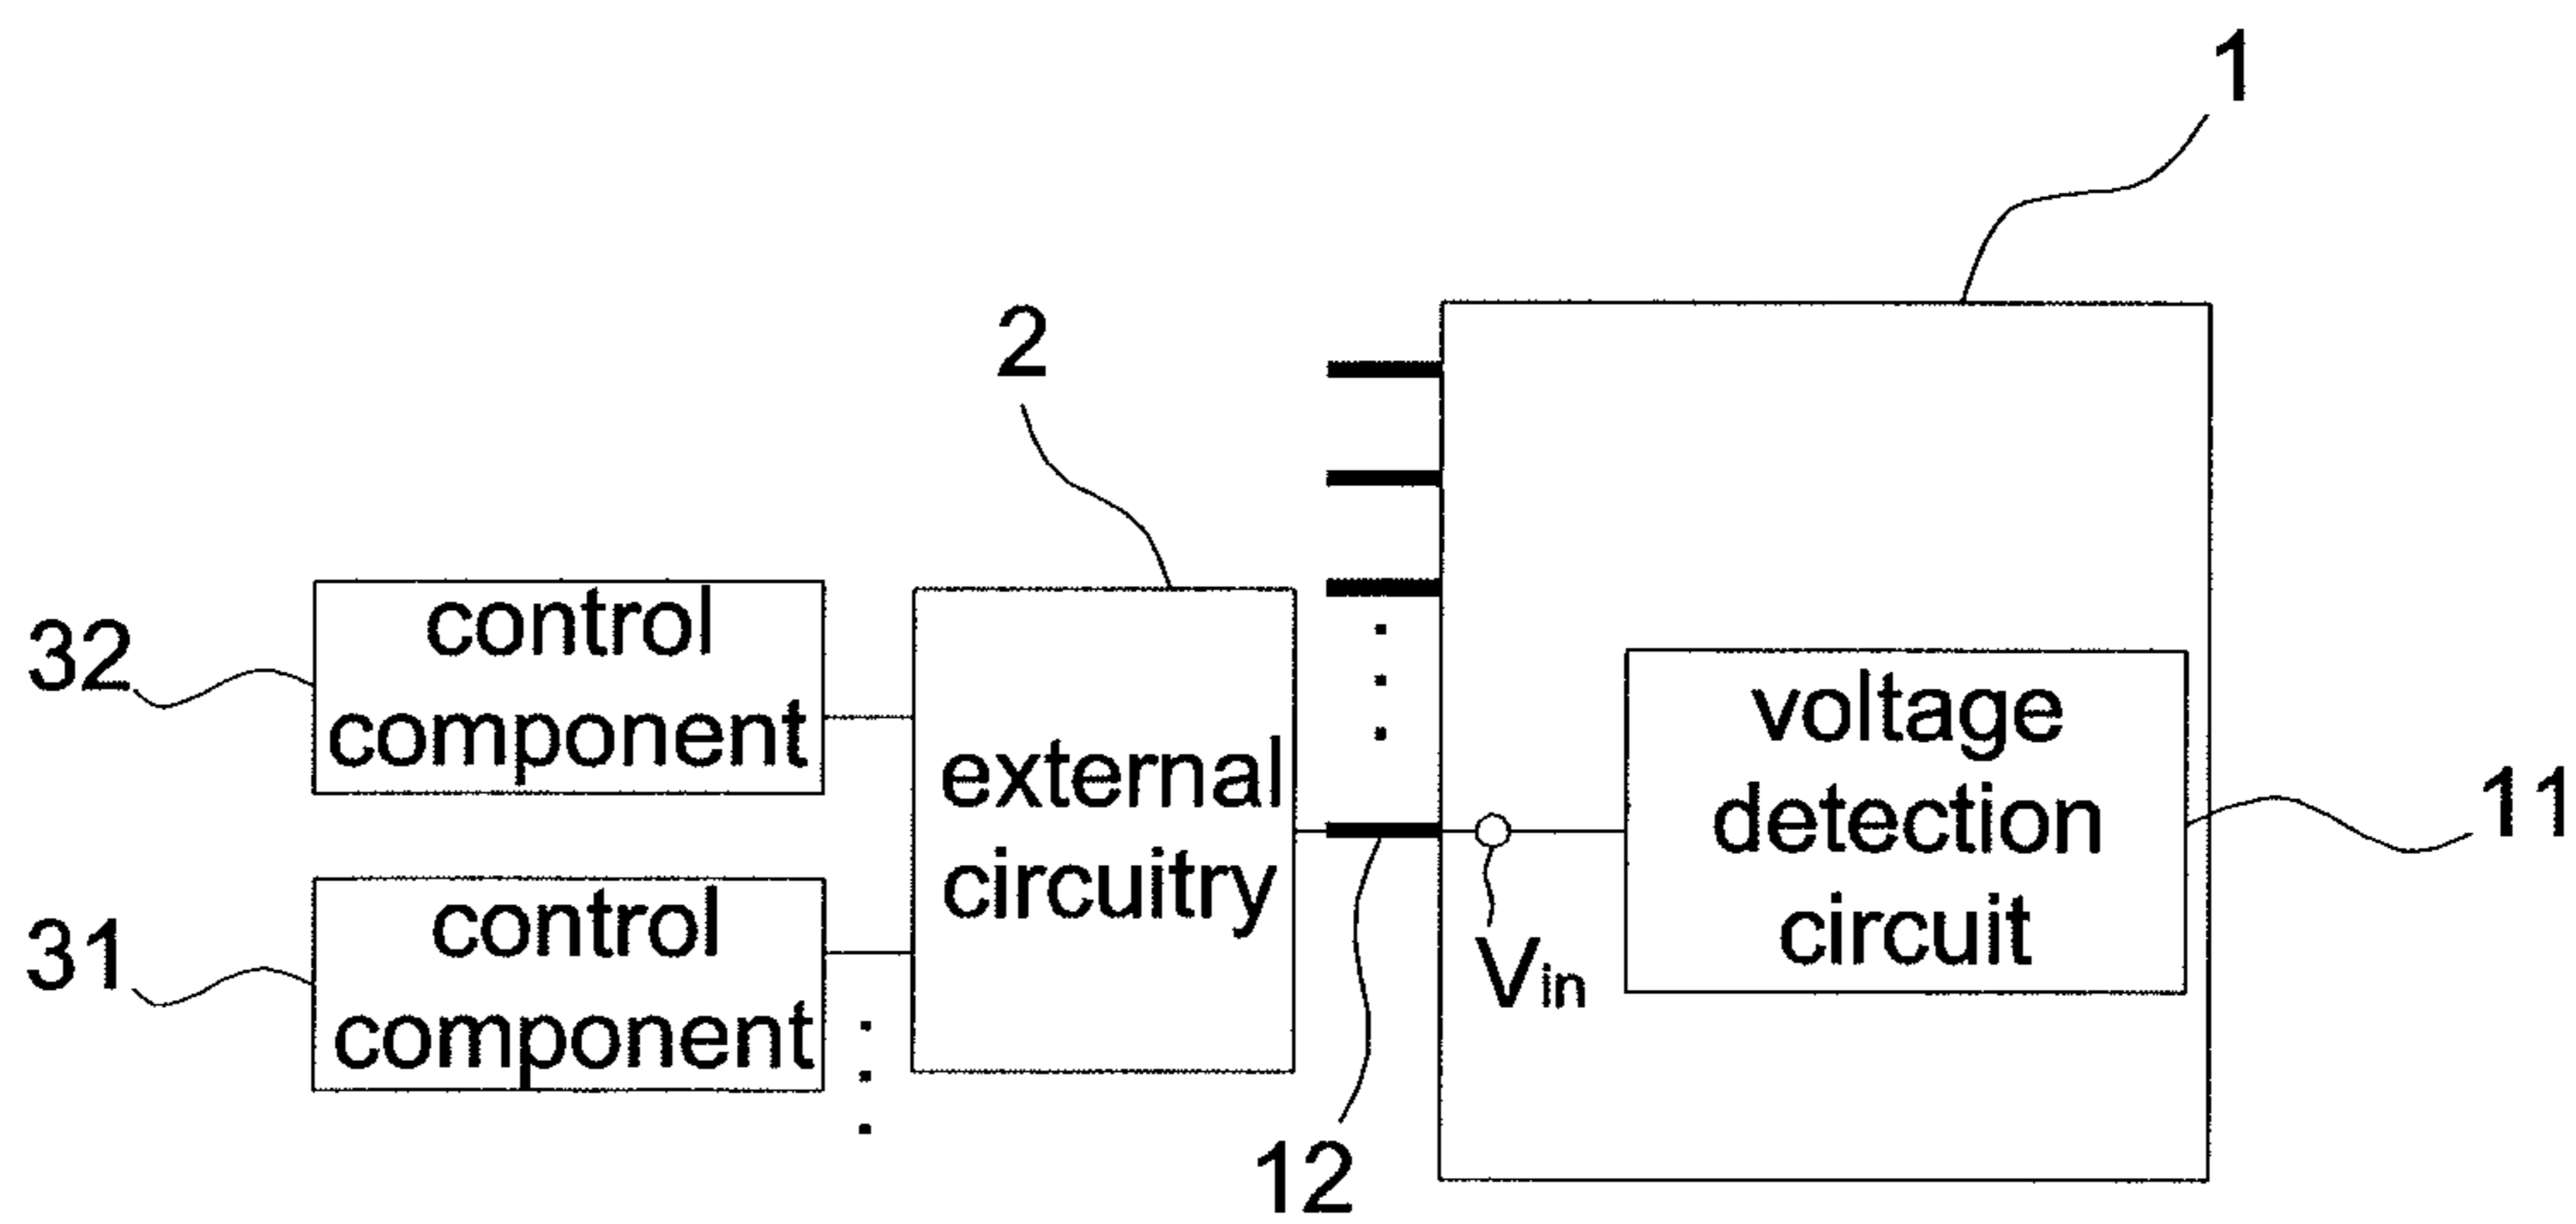 1
2
32
control
component
31
control
component
external
circuitry
12
Vin
voltage
detection
circuit
11